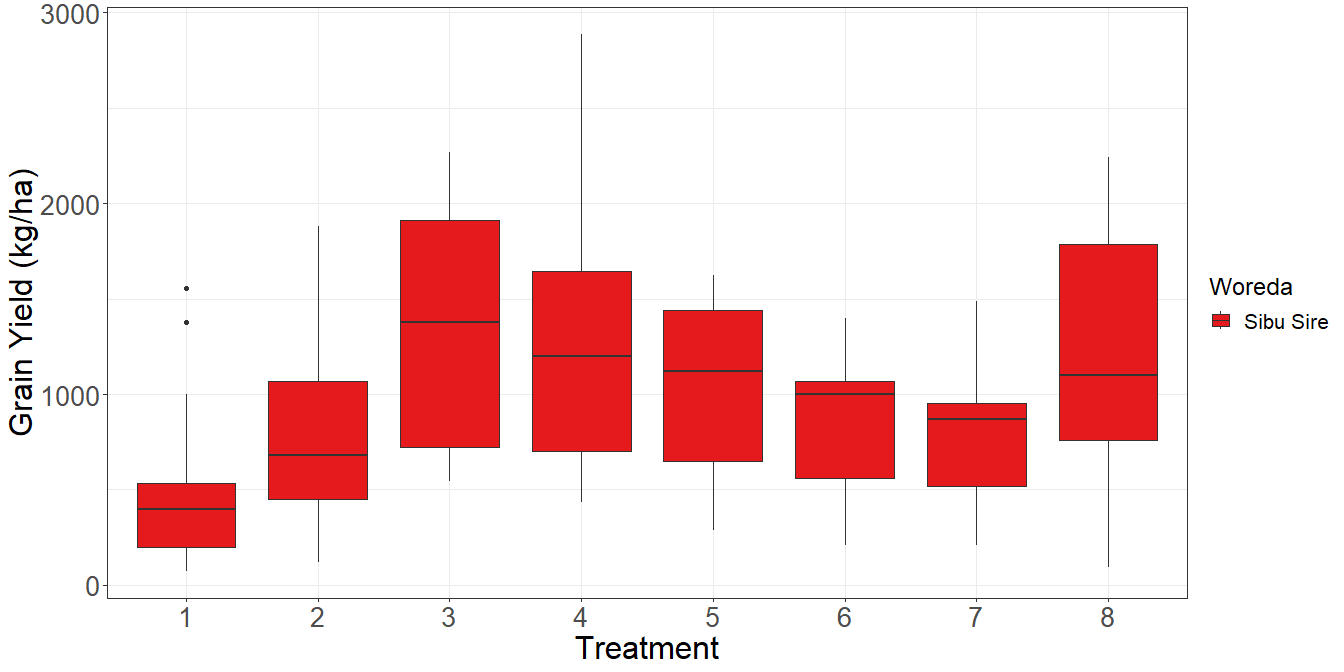 Grain Yield (kg/ha)
3000
2000
1000
0
1 2 3 4 5 6 7 8
Treatment
Woreda
Sibu Sire